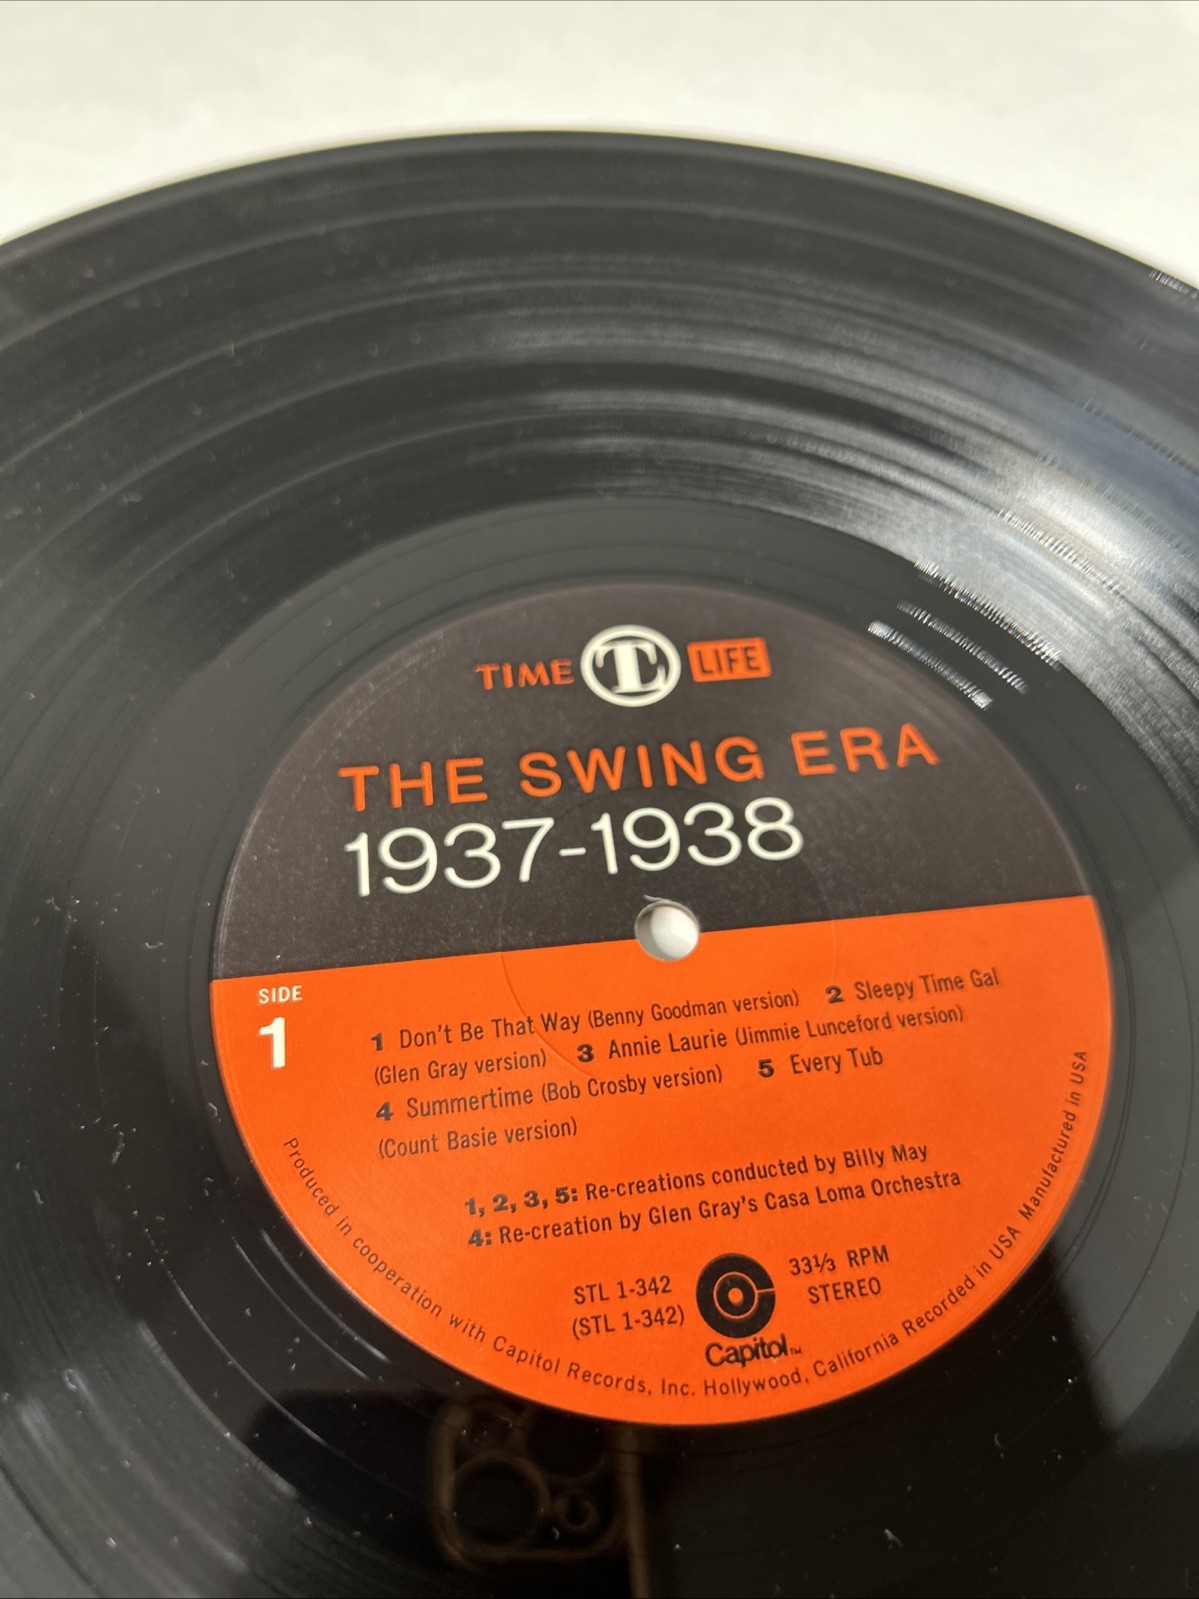 TIME TL LIFE
THE SWING ERA
1937-1938
SIDE
1
1 Don't Be That Way (Benny Goodman version) 2 Sleepy Time Gal
(Glen Gray version) 3 Annie Laurie (Jimmie Lunceford version)
4 Summertime (Bob Crosby version) 5 Every Tub
(Count Basie version)
1, 2, 3, 5: Re-creations conducted by Billy May
4: Re-creation by Glen Gray's Casa Loma Orchestra
STL 1-342
(STL 1-342)
33⅓ RPM
STEREO
Capitol™
Produced in cooperation with Capitol Records, Inc. Hollywood, California Recorded in USA Manufactured in USA